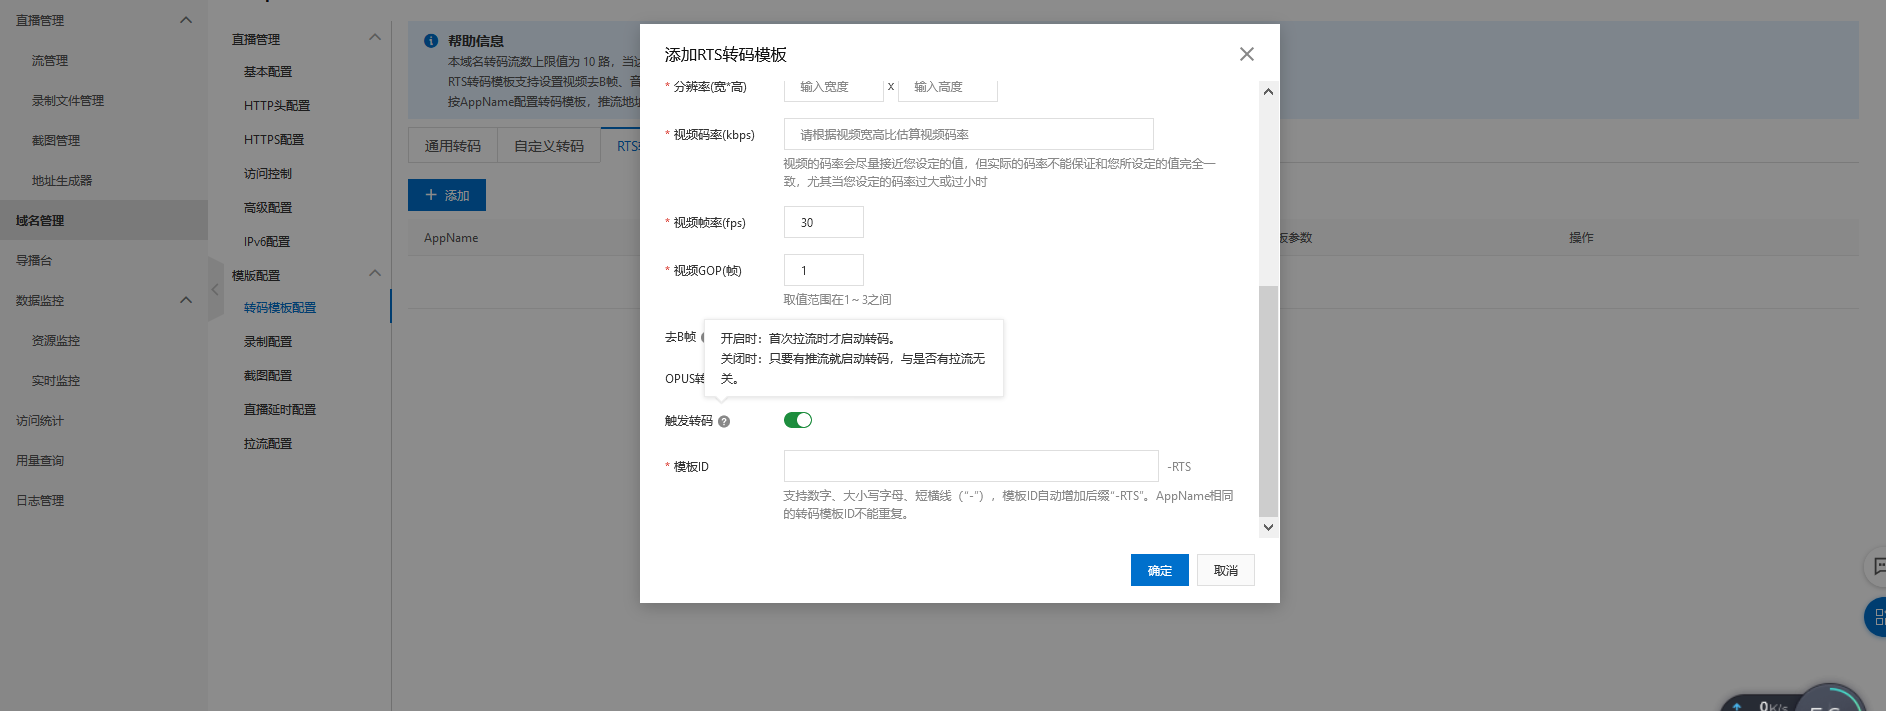 直播管理
流管理
录制文件管理
截图管理
地址生成器
域名管理
导播台
数据监控
资源监控
实时监控
访问统计
用量查询
日志管理
直播管理
基本配置
HTTP头配置
HTTPS配置
访问控制
高级配置
IPv6配置
模版配置
转码模板配置
录制配置
截图配置
直播延时配置
拉流配置
帮助信息
本域名转码流数上限值为 10 路，当
RTS转码模板支持设置视频去B帧、音
按AppName配置转码模板，推流地
通用转码
自定义转码
RTS
添加
AppName
参数
操作
添加RTS转码模板
* 分辨率(宽*高)
输入宽度
x
输入高度
* 视频码率(kbps)
请根据视频宽高比估算视频码率
视频的码率会尽量接近您设定的值，但实际的码率不能保证和您所设定的值完全一
致，尤其当您设定的码率过大或过小时
* 视频帧率(fps)
30
* 视频GOP(帧)
1
取值范围在1～3之间
去B帧
开启时：首次拉流时才启动转码。
关闭时：只要有推流就启动转码，与是否有拉流无
关。
OPUS转
触发转码
* 模板ID
-RTS
支持数字、大小写字母、短横线（"-"），模板ID自动增加后缀"-RTS"。AppName相同
的转码模板ID不能重复。
确定
取消
0K/s